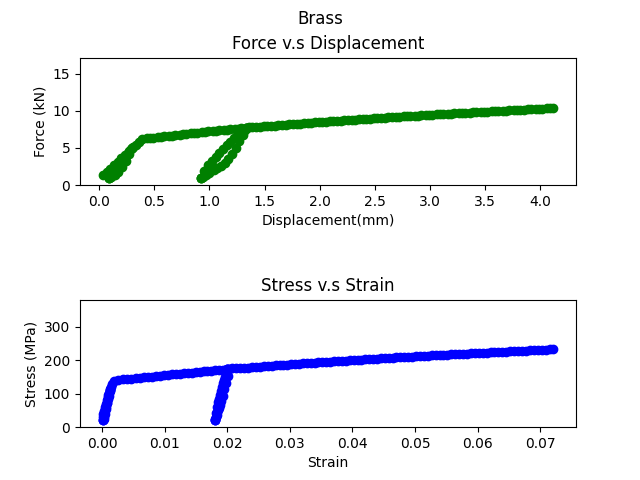 Brass
Force v.s Displacement
Force (kN)
15
10
5
0
0.0 0.5 1.0 1.5 2.0 2.5 3.0 3.5 4.0
Displacement(mm)
Stress v.s Strain
Stress (MPa)
300
200
100
0
0.00 0.01 0.02 0.03 0.04 0.05 0.06 0.07
Strain